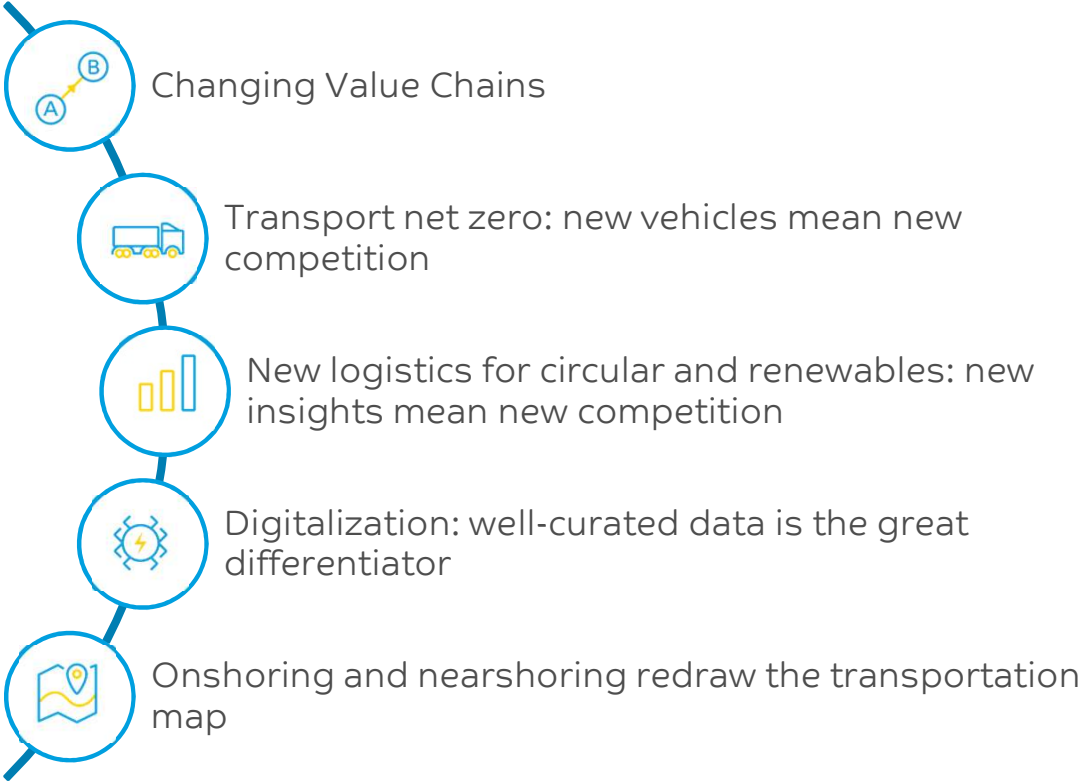 B
A
Changing Value Chains
Transport net zero: new vehicles mean new
competition
New logistics for circular and renewables: new
insights mean new competition
Digitalization: well-curated data is the great
differentiator
Onshoring and nearshoring redraw the transportation
map